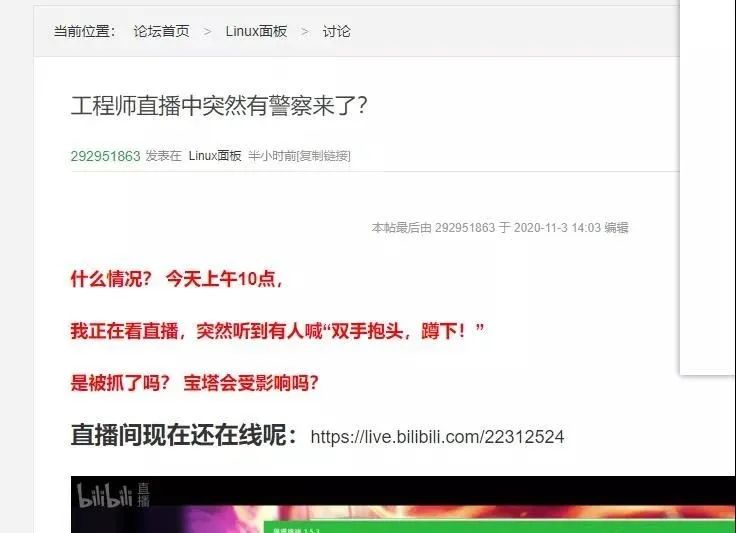 当前位置： 论坛首页 > Linux面板 > 讨论
工程师直播中突然有警察来了？
292951863 发表在 Linux面板 半小时前[复制链接]
本帖最后由 292951863 于 2020-11-3 14:03 编辑
什么情况？ 今天上午10点，
我正在看直播，突然听到有人喊“双手抱头，蹲下！”
是被抓了吗？ 宝塔会受影响吗？
直播间现在还在线呢：https://live.bilibili.com/22312524
bilibili 直播